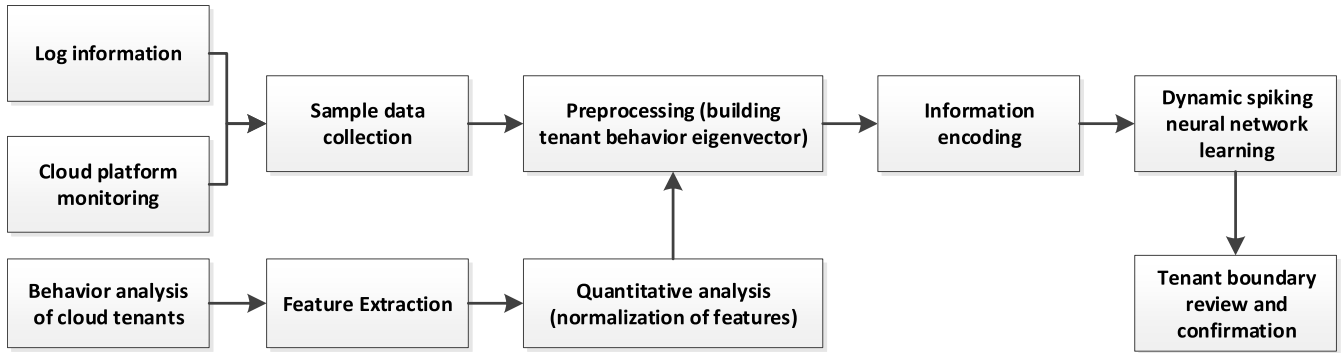 Log information
Cloud platform
monitoring
Sample data
collection
Preprocessing (building
tenant behavior eigenvector)
Information
encoding
Dynamic spiking
neural network
learning
Behavior analysis
of cloud tenants
Feature Extraction
Quantitative analysis
(normalization of features)
Tenant boundary
review and
confirmation